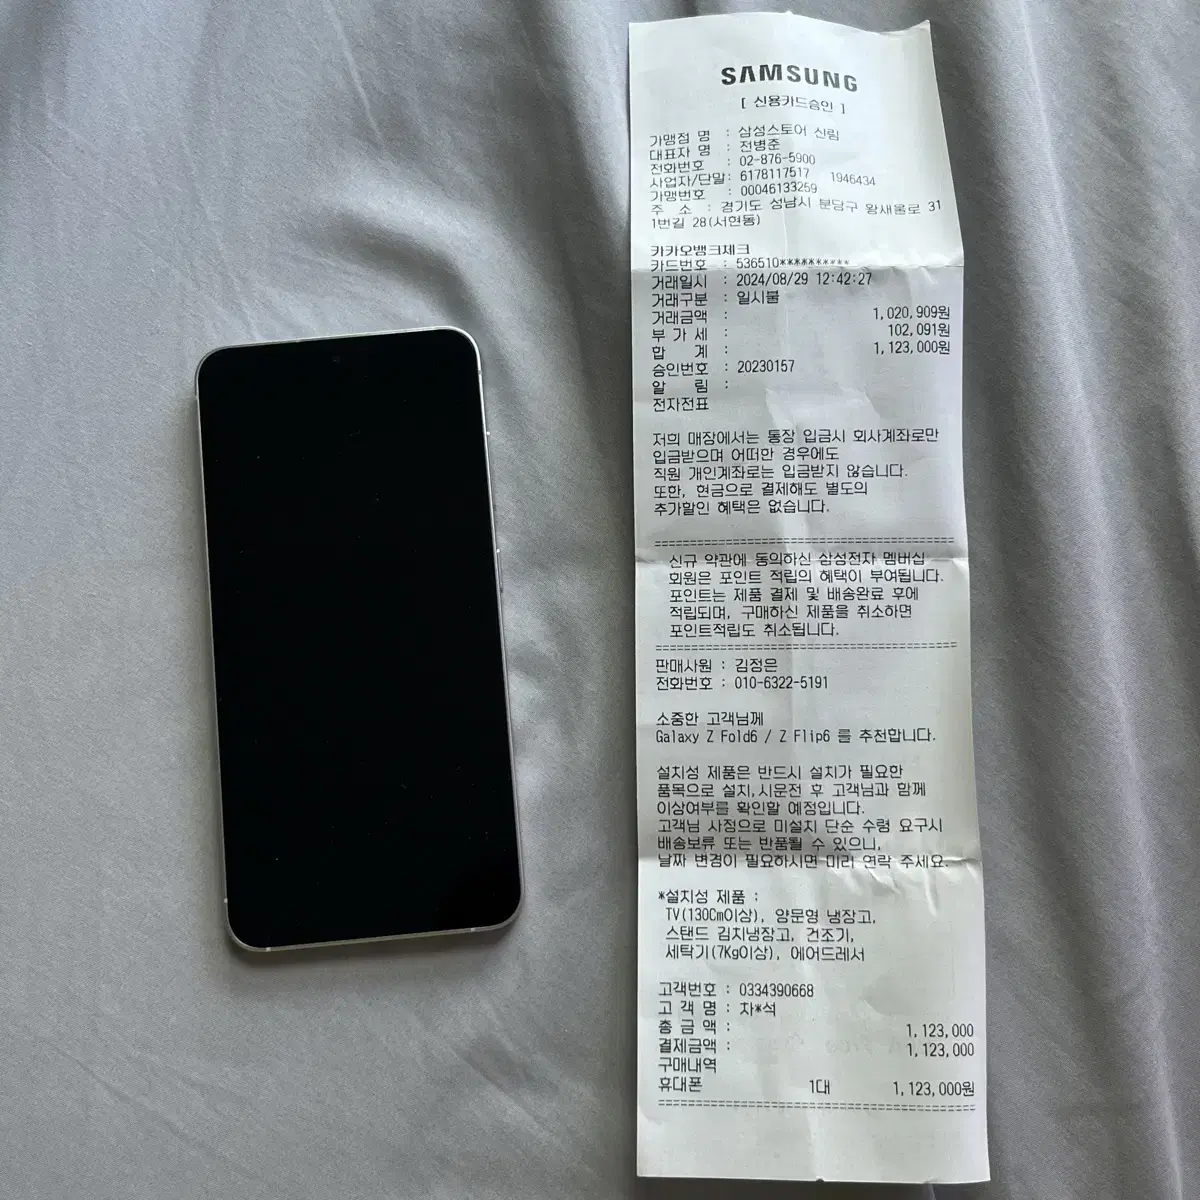 SAMSUNG
[ 신용카드승인 ]
가맹점 명 : 삼성스토어 신림
대표자 명 : 전병준
전화번호 : 02-876-5900
사업자/단말: 6178117517 1946434
가맹번호 : 00046133259
주 소 : 경기도 성남시 분당구 왕새울로 31
1번길 28(서현동)
카카오뱅크체크
카드번호 : 536510**********
거래일시 : 2024/08/29 12:42:27
거래구분 : 일시불
거래금액 : 1,020,909원
부 가 세 : 102,091원
합 계 : 1,123,000원
승인번호 : 20230157
알 림 :
전자전표
저희 매장에서는 통장 입금시 회사계좌로만
입금받으며 어떠한 경우에도
직원 개인계좌로는 입금받지 않습니다.
또한, 현금으로 결제해도 별도의
추가할인 혜택은 없습니다.
신규 약관에 동의하신 삼성전자 멤버십
회원은 포인트 적립의 혜택이 부여됩니다.
포인트는 제품 결제 및 배송완료 후에
적립되며, 구매하신 제품을 취소하면
포인트적립도 취소됩니다.
판매사원 : 김정은
전화번호 : 010-6322-5191
소중한 고객님께
Galaxy Z Fold6 / Z Flip6 를 추천합니다.
설치성 제품은 반드시 설치가 필요한
품목으로 설치,시운전 후 고객님과 함께
이상여부를 확인할 예정입니다.
고객님 사정으로 미설치 단순 수령 요구시
배송보류 또는 반품될 수 있으니,
날짜 변경이 필요하시면 미리 연락 주세요.
*설치성 제품 :
TV(130Cm이상), 양문형 냉장고,
스탠드 김치냉장고, 건조기,
세탁기(7Kg이상), 에어드레서
고객번호 : 0334390668
고 객 명 : 차*석
총 금 액 : 1,123,000
결제금액 : 1,123,000
구매내역
휴대폰 1대 1,123,000원